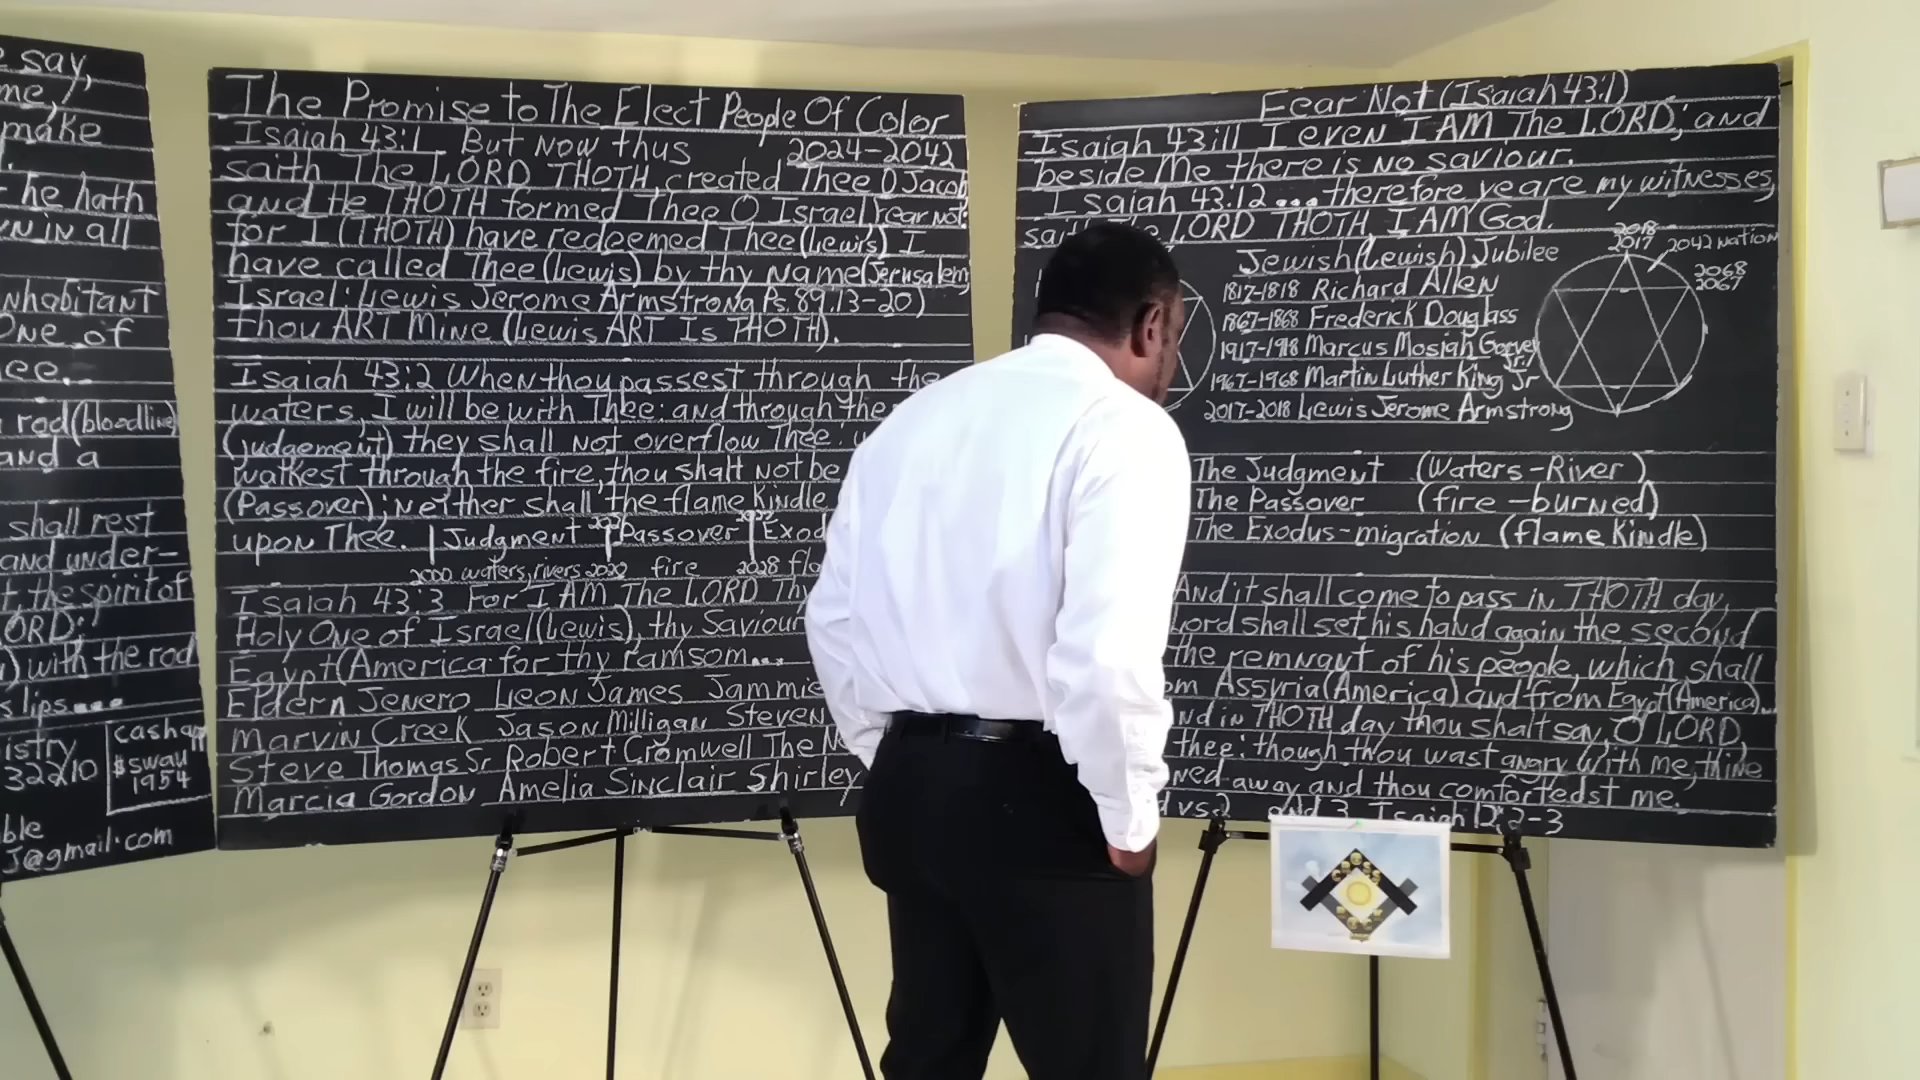 e say,
me,
make
he hath
n in all
nhabitant
One of
ee.
rod (bloodline)
and a
shall rest
and under-
t, the spirit of
ORD;
) with the rod
s lips...
istry
32210
cashapp
$swau
1954
ble
J@gmail.com
The Promise to The Elect People Of Color
Isaiah 43:1 But Now thus 2024-2042
saith The LORD THOTH, created Thee O Jacob
and He THOTH formed Thee O Israel, fear not:
for I (THOTH) have redeemed Thee (Lewis) I
have called Thee (Lewis) by thy Name (Jerusalem
Israel: Lewis Jerome Armstrong Ps. 89:13-20)
thou ART Mine (Lewis ART Is THOTH).
Isaiah 43:2 When thou passest through the
waters, I will be with Thee: and through the
(judgement) they shall not overflow Thee:
walkest through the fire, thou shalt not be
(Passover); Neither shall the flame Kindle
upon Thee. | Judgment | Passover | Exod
2000 waters, rivers 2020 fire 2028 fla
Isaiah 43:3 For I AM The LORD Thy
Holy One of Israel (Lewis), thy Saviour
Egypt (America for thy ramsom...
Eldern Jenero Leon James Jammie
Marvin Creek Jason Milligan Steven
Steve Thomas Sr Robert Cromwell The Ne
Marcia Gordon Amelia Sinclair Shirley
Fear Not (Isaiah 43:1)
Isaigh 43:11 I even I AM The LORD; and
beside Me there is no saviour.
Isaiah 43:12 ... therefore ye are my witnesses,
saith The LORD THOTH, I AM God.
Jewish (Lewish) Jubilee
1817-1818 Richard Allen
1867-1868 Frederick Douglass
1917-1918 Marcus Mosiah Garvey
Jr)
1967-1968 Martin Luther King Jr
2017-2018 Lewis Jerome Armstrong
2018
2017
2042 Nation
2068
2067
The Judgment (Waters-River)
The Passover (fire-burned)
The Exodus-migration (flame Kindle)
And it shall come to pass in THOTH day,
Lord shall set his hand again the second
the remnant of his people, which shall
om Assyria (America) and from Egypt (America)...
And in THOTH day thou shalt say, O LORD,
thee: though thou wast angry with me, thine
ned away and thou comfortedst me.
d vs. 2 and 3 Isaiah 12:2-3